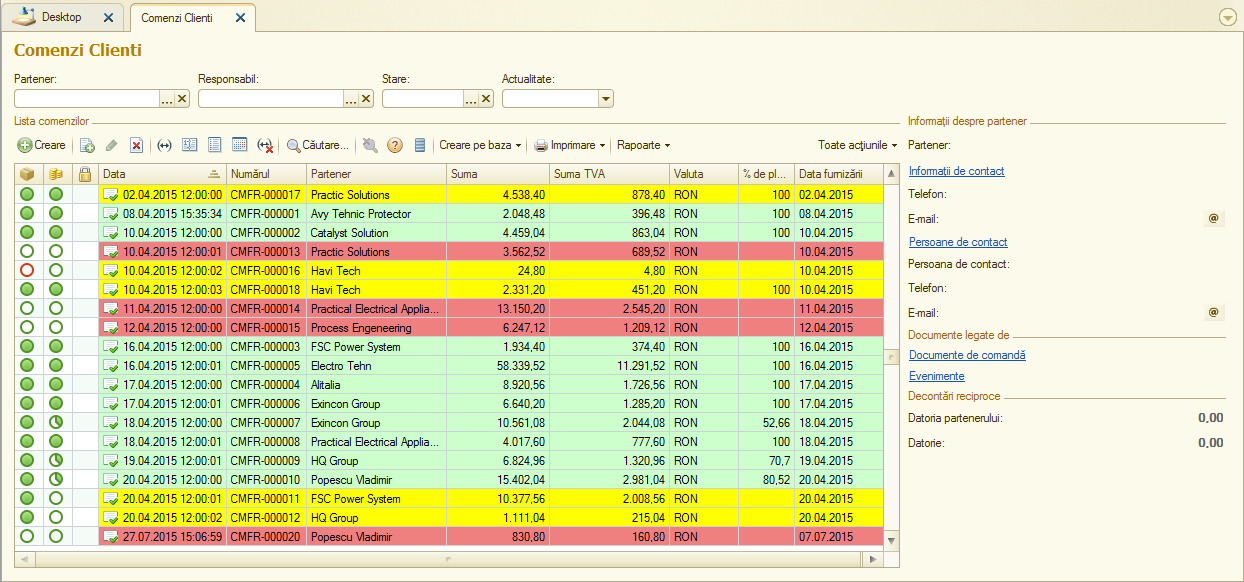 Desktop
Comenzi Clienti
Comenzi Clienti
Partener: Responsabil: Stare: Actualitate:
... ... ...
Lista comenzilor
Creare Căutare... Creare pe baza Imprimare Rapoarte Toate acțiunile
Data Numărul Partener Suma Suma TVA Valuta % de pl... Data furnizării
02.04.2015 12:00:00 CMFR-000017 Practic Solutions 4.538,40 878,40 RON 100 02.04.2015
08.04.2015 15:35:34 CMFR-000001 Avy Tehnic Protector 2.048,48 396,48 RON 100 08.04.2015
10.04.2015 12:00:00 CMFR-000002 Catalyst Solution 4.459,04 863,04 RON 100 10.04.2015
10.04.2015 12:00:01 CMFR-000013 Practic Solutions 3.562,52 689,52 RON 10.04.2015
10.04.2015 12:00:02 CMFR-000016 Havi Tech 24,80 4,80 RON 10.04.2015
10.04.2015 12:00:03 CMFR-000018 Havi Tech 2.331,20 451,20 RON 100 10.04.2015
11.04.2015 12:00:00 CMFR-000014 Practical Electrical Applia... 13.150,20 2.545,20 RON 11.04.2015
12.04.2015 12:00:00 CMFR-000015 Process Engeneering 6.247,12 1.209,12 RON 12.04.2015
16.04.2015 12:00:00 CMFR-000003 FSC Power System 1.934,40 374,40 RON 100 16.04.2015
16.04.2015 12:00:01 CMFR-000005 Electro Tehn 58.339,52 11.291,52 RON 100 16.04.2015
17.04.2015 12:00:00 CMFR-000004 Alitalia 8.920,56 1.726,56 RON 100 17.04.2015
17.04.2015 12:00:01 CMFR-000006 Exincon Group 6.640,20 1.285,20 RON 100 17.04.2015
18.04.2015 12:00:00 CMFR-000007 Exincon Group 10.561,08 2.044,08 RON 52,66 18.04.2015
18.04.2015 12:00:01 CMFR-000008 Practical Electrical Applia... 4.017,60 777,60 RON 100 18.04.2015
19.04.2015 12:00:01 CMFR-000009 HQ Group 6.824,96 1.320,96 RON 70,7 19.04.2015
20.04.2015 12:00:00 CMFR-000010 Popescu Vladimir 15.402,04 2.981,04 RON 80,52 20.04.2015
20.04.2015 12:00:01 CMFR-000011 FSC Power System 10.377,56 2.008,56 RON 20.04.2015
20.04.2015 12:00:02 CMFR-000012 HQ Group 1.111,04 215,04 RON 20.04.2015
27.07.2015 15:06:59 CMFR-000020 Popescu Vladimir 830,80 160,80 RON 07.07.2015
Informații despre partener
Partener:
Informații de contact
Telefon:
E-mail: @
Persoane de contact
Persoana de contact:
Telefon:
E-mail: @
Documente legate de
Documente de comandă
Evenimente
Decontări reciproce
Datoria partenerului: 0,00
Datorie: 0,00